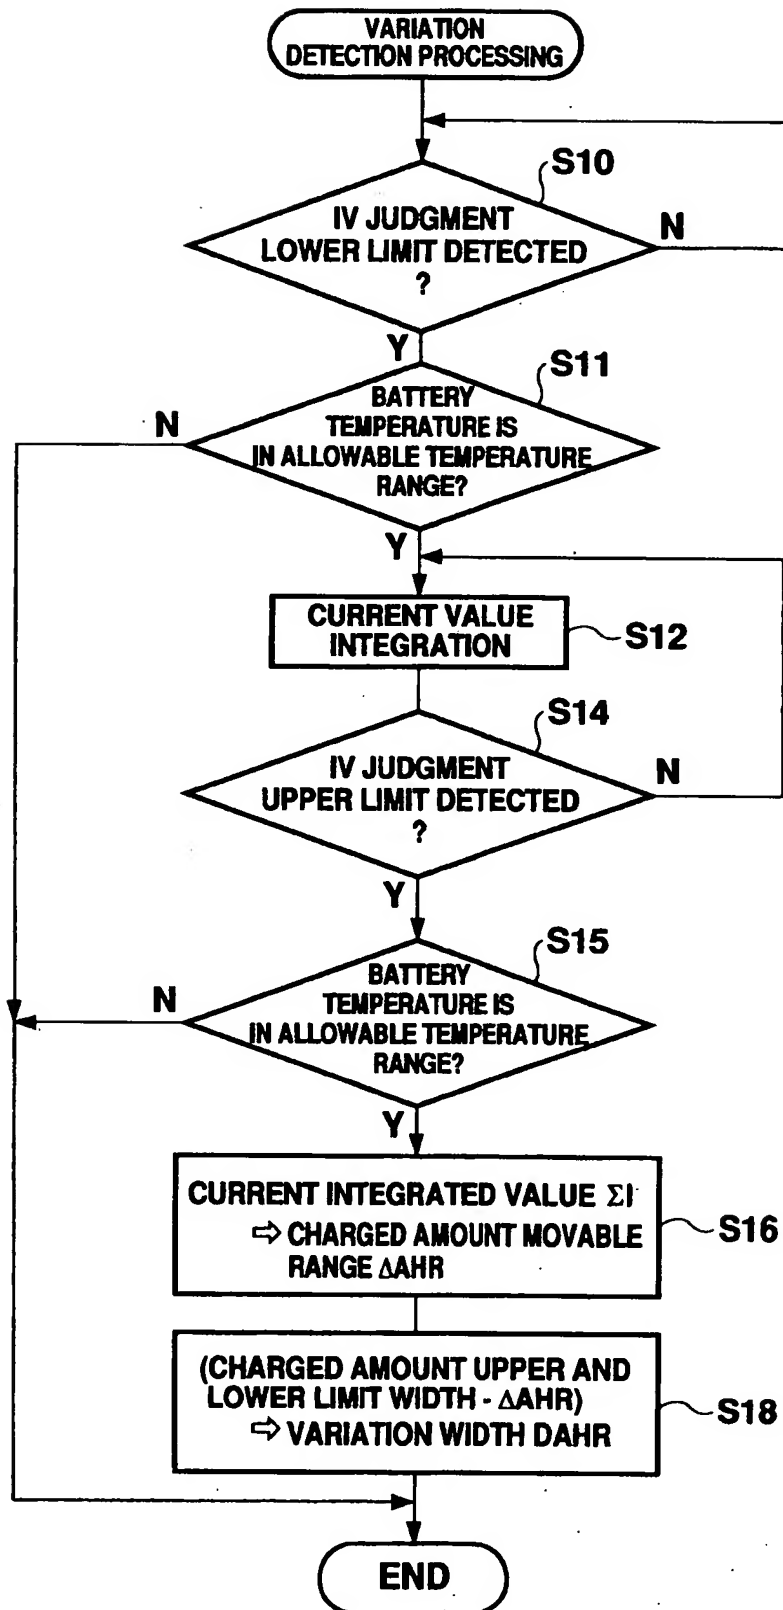 VARIATION
DETECTION PROCESSING
S10
IV JUDGMENT
LOWER LIMIT DETECTED
?
N
Y
S11
BATTERY
TEMPERATURE IS
IN ALLOWABLE TEMPERATURE
RANGE?
N
Y
CURRENT VALUE
INTEGRATION
S12
S14
IV JUDGMENT
UPPER LIMIT DETECTED
?
N
Y
S15
BATTERY
TEMPERATURE IS
IN ALLOWABLE TEMPERATURE
RANGE?
N
Y
CURRENT INTEGRATED VALUE ΣI
⇨ CHARGED AMOUNT MOVABLE
RANGE ΔAHR
S16
(CHARGED AMOUNT UPPER AND
LOWER LIMIT WIDTH - ΔAHR)
⇨ VARIATION WIDTH DAHR
S18
END